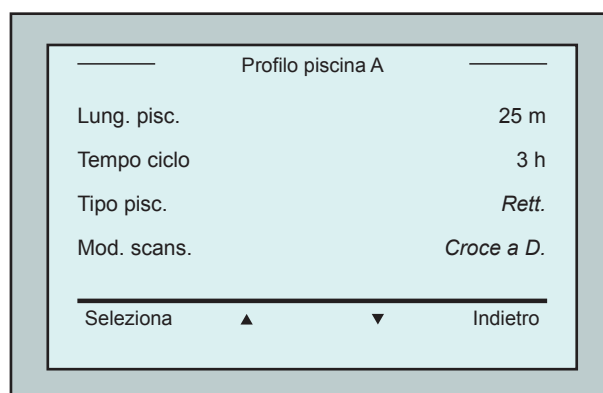 Profilo piscina A
Lung. pisc. 25 m
Tempo ciclo 3 h
Tipo pisc. Rett.
Mod. scans. Croce a D.
Seleziona ▲ ▼ Indietro